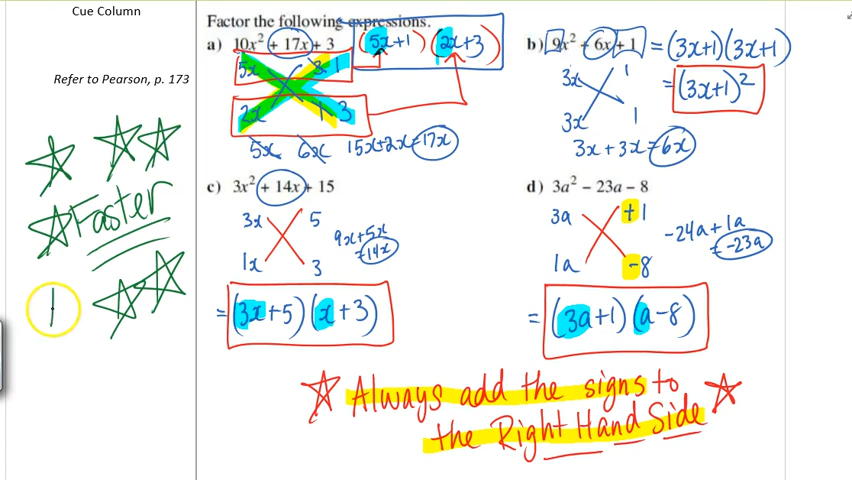 Cue Column
Refer to Pearson, p. 173
Faster
Factor the following expressions.
a) 10x² + 17x + 3 (5x+1) (2x+3)
5x 3 1
2x 1 3
5x 6x 15x+2x=17x
b) 9x² + 6x + 1 = (3x+1)(3x+1)
= (3x+1)²
3x 1
3x 1
3x + 3x = 6x
c) 3x² + 14x + 15
3x 5
1x 3
9x+5x
=14x
= (3x+5)(x+3)
d) 3a² − 23a − 8
3a +1
1a -8
-24a + 1a
= -23a
= (3a+1)(a-8)
Always add the signs to
the Right Hand Side